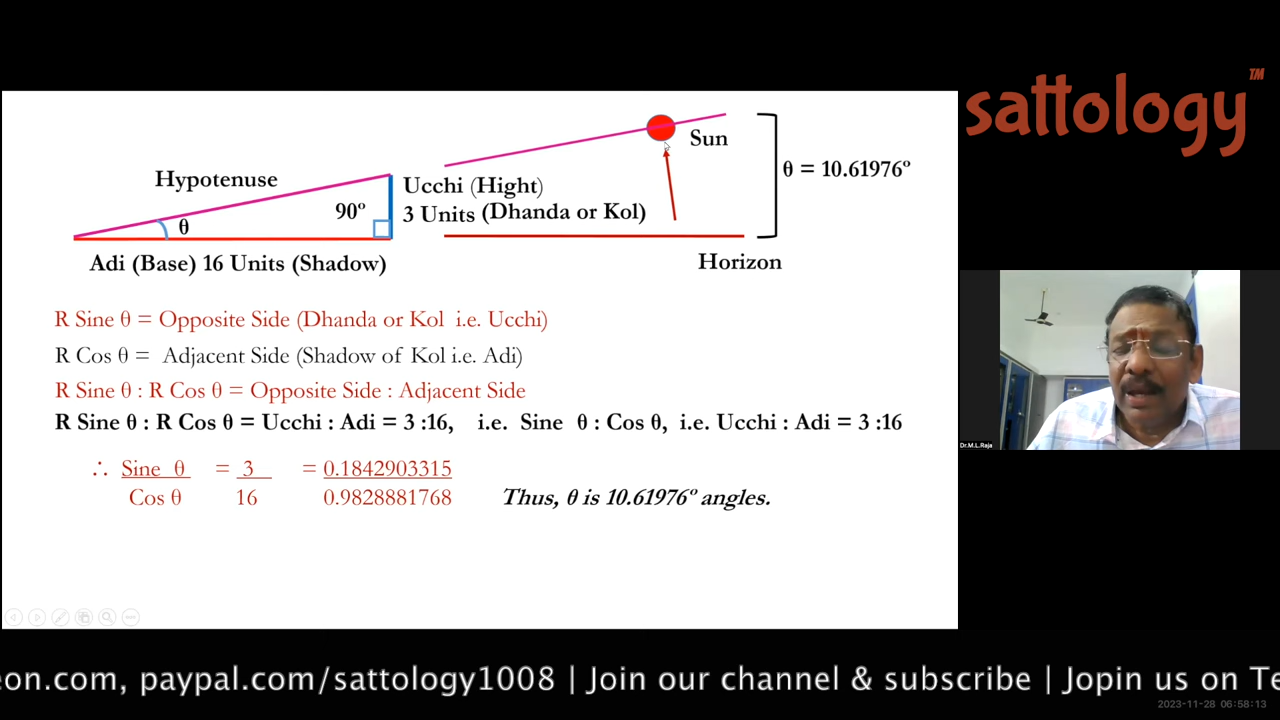 sattology™
Sun
θ = 10.61976º
Hypotenuse
Ucchi (Hight)
90º
3 Units (Dhanda or Kol)
θ
Adi (Base) 16 Units (Shadow)
Horizon
R Sine θ = Opposite Side (Dhanda or Kol i.e. Ucchi)
R Cos θ = Adjacent Side (Shadow of Kol i.e. Adi)
R Sine θ : R Cos θ = Opposite Side : Adjacent Side
R Sine θ : R Cos θ = Ucchi : Adi = 3 :16, i.e. Sine θ : Cos θ, i.e. Ucchi : Adi = 3 :16
∴ Sine θ = 3 = 0.1842903315
Cos θ 16 0.9828881768 Thus, θ is 10.61976º angles.
Dr.M.L.Raja
eon.com, paypal.com/sattology1008 | Join our channel & subscribe | Jopin us on Te
2023-11-28 06:58:13